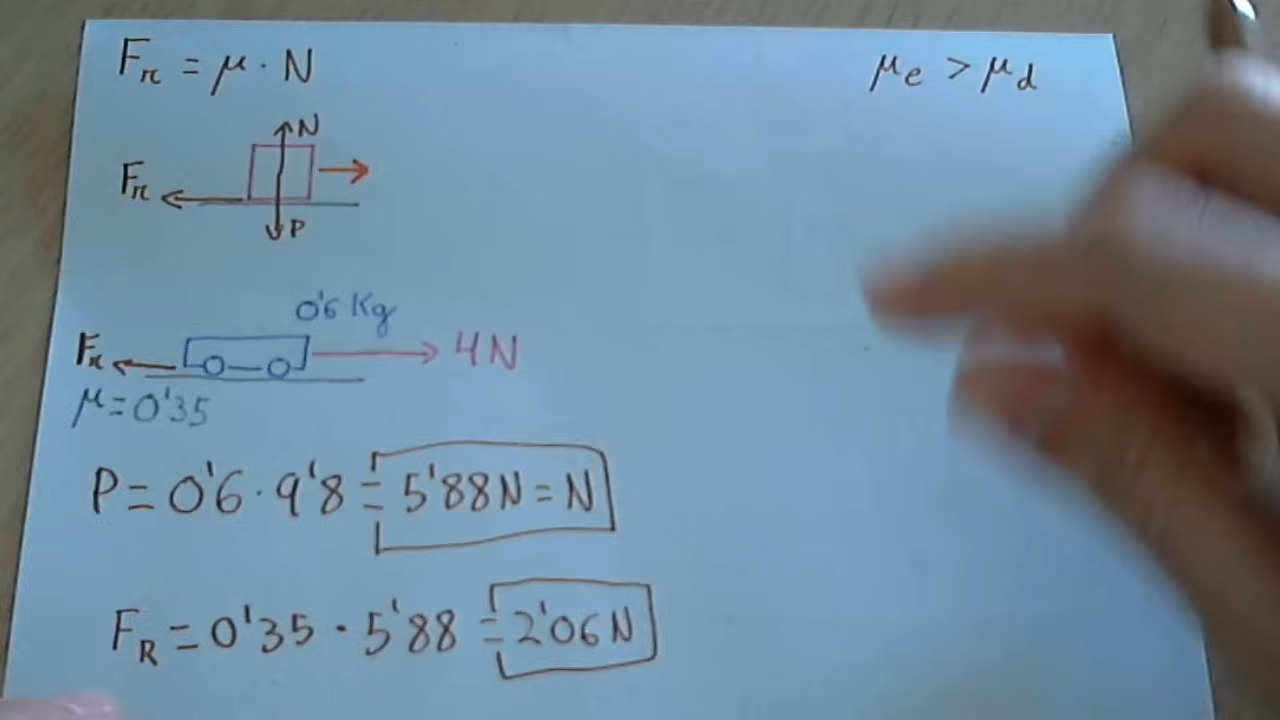 Fr = μ · N
μe > μd
N
Fr
P
0'6 Kg
Fr
4N
μ=0'35
P=0'6·9'8=5'88N=N
FR=0'35·5'88=2'06N